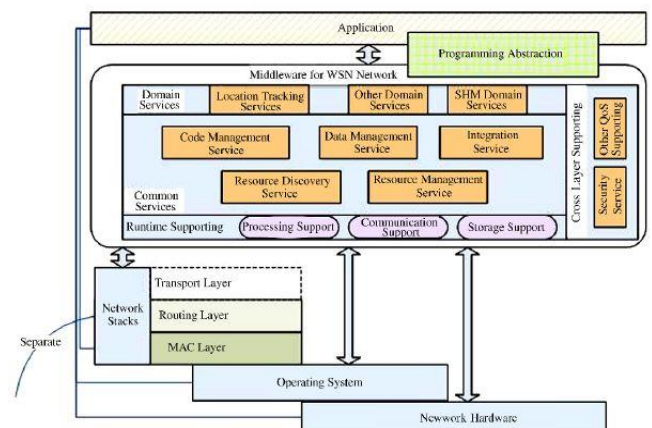 Application
Programming Abstraction
Middleware for WSN Network
Domain
Services
Location Tracking
Services
Other Domain
Services
SHM Domain
Services
Code Management
Service
Data Management
Service
Integration
Service
Resource Discovery
Service
Resource Management
Service
Common
Services
Runtime Supporting
Processing Support
Communication
Support
Storage Support
Cross Layer Supporting
Other QoS
Supporting
Security
Service
Network
Stacks
Transport Layer
Routing Layer
MAC Layer
Separate
Operating System
Newwork Hardware